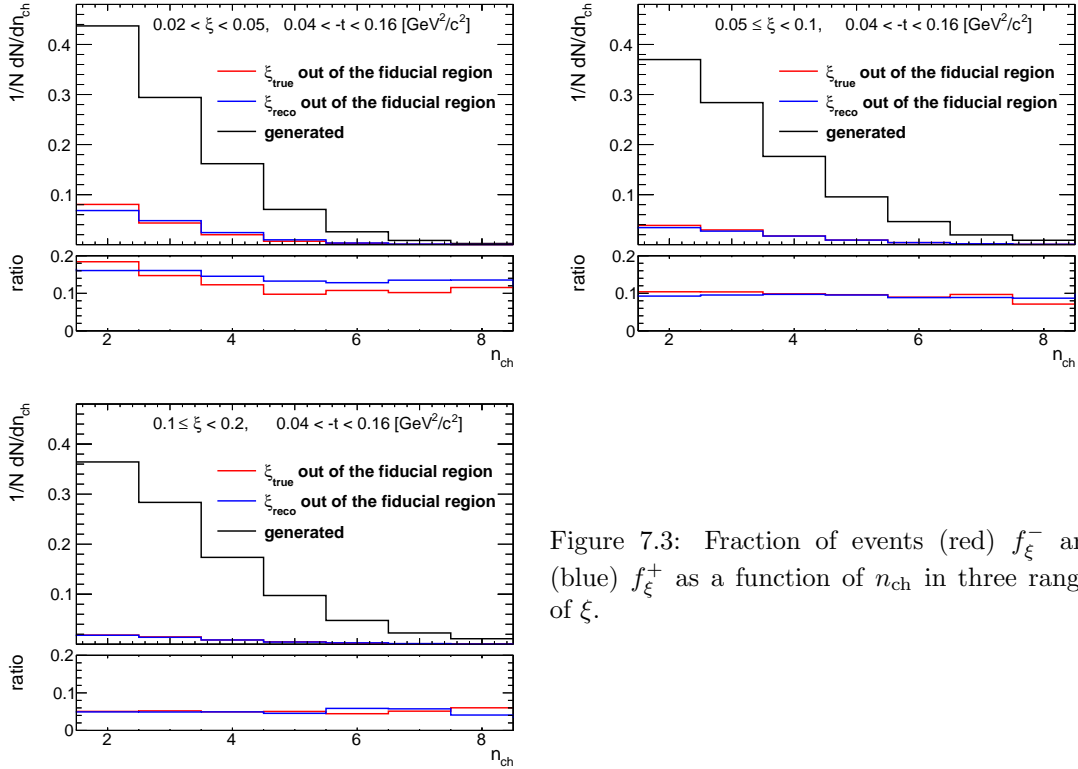 1/N dN/dn_ch
0.02 < ξ < 0.05, 0.04 < -t < 0.16 [GeV²/c²]
0.4
0.3
0.2
0.1
ξ_true out of the fiducial region
ξ_reco out of the fiducial region
generated
ratio
0.2
0.1
0
2 4 6 8
n_ch
1/N dN/dn_ch
0.05 ≤ ξ < 0.1, 0.04 < -t < 0.16 [GeV²/c²]
0.4
0.3
0.2
0.1
ξ_true out of the fiducial region
ξ_reco out of the fiducial region
generated
ratio
0.2
0.1
0
2 4 6 8
n_ch
1/N dN/dn_ch
0.1 ≤ ξ < 0.2, 0.04 < -t < 0.16 [GeV²/c²]
0.4
0.3
0.2
0.1
ξ_true out of the fiducial region
ξ_reco out of the fiducial region
generated
ratio
0.2
0.1
0
2 4 6 8
n_ch
Figure 7.3: Fraction of events (red) f_ξ^− an
(blue) f_ξ^+ as a function of n_ch in three rang
of ξ.